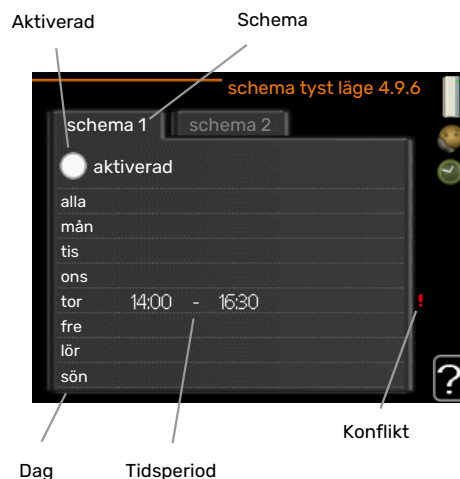 Aktiverad
Schema
schema tyst läge 4.9.6
schema 1
schema 2
aktiverad
alla
mån
tis
ons
tor 14:00 - 16:30 !
fre
lör
sön
?
Konflikt
Dag
Tidsperiod